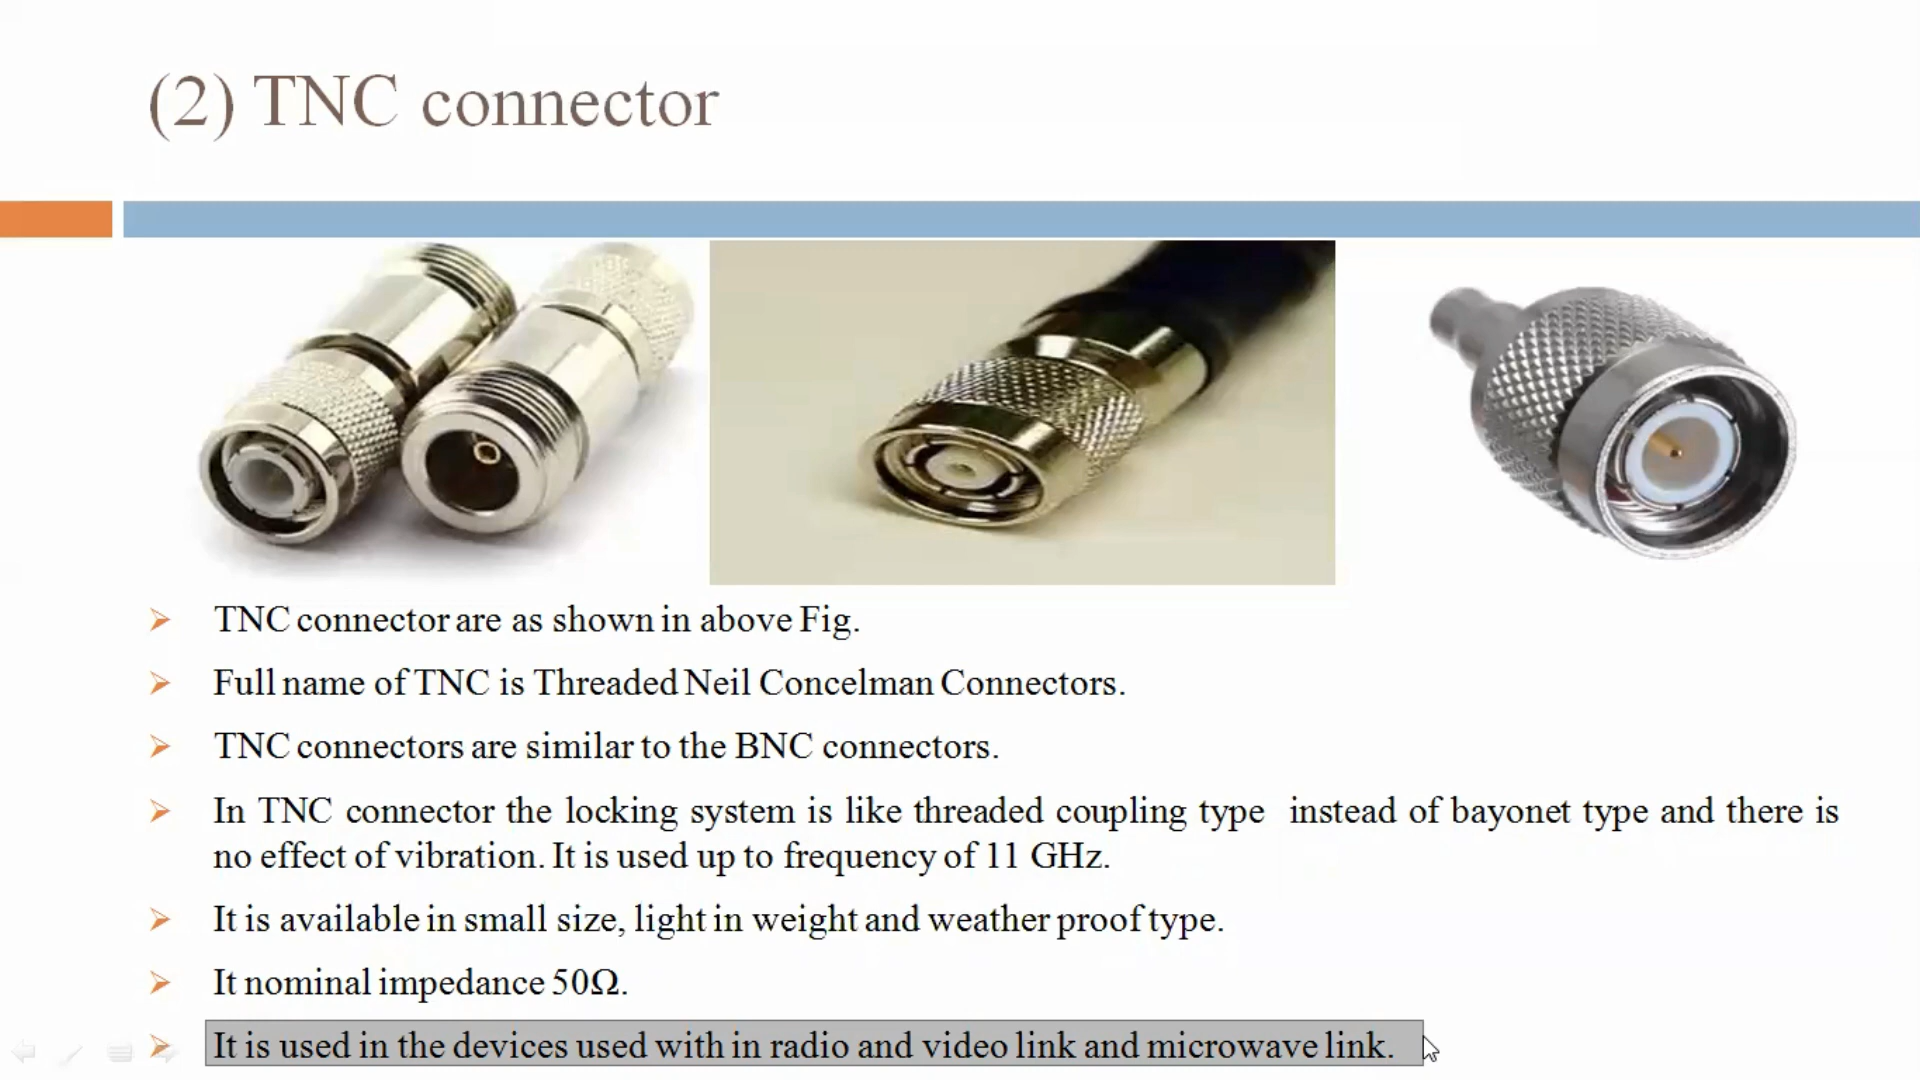 (2) TNC connector
TNC connector are as shown in above Fig.
Full name of TNC is Threaded Neil Concelman Connectors.
TNC connectors are similar to the BNC connectors.
In TNC connector the locking system is like threaded coupling type instead of bayonet type and there is
no effect of vibration. It is used up to frequency of 11 GHz.
It is available in small size, light in weight and weather proof type.
It nominal impedance 50Ω.
It is used in the devices used with in radio and video link and microwave link.